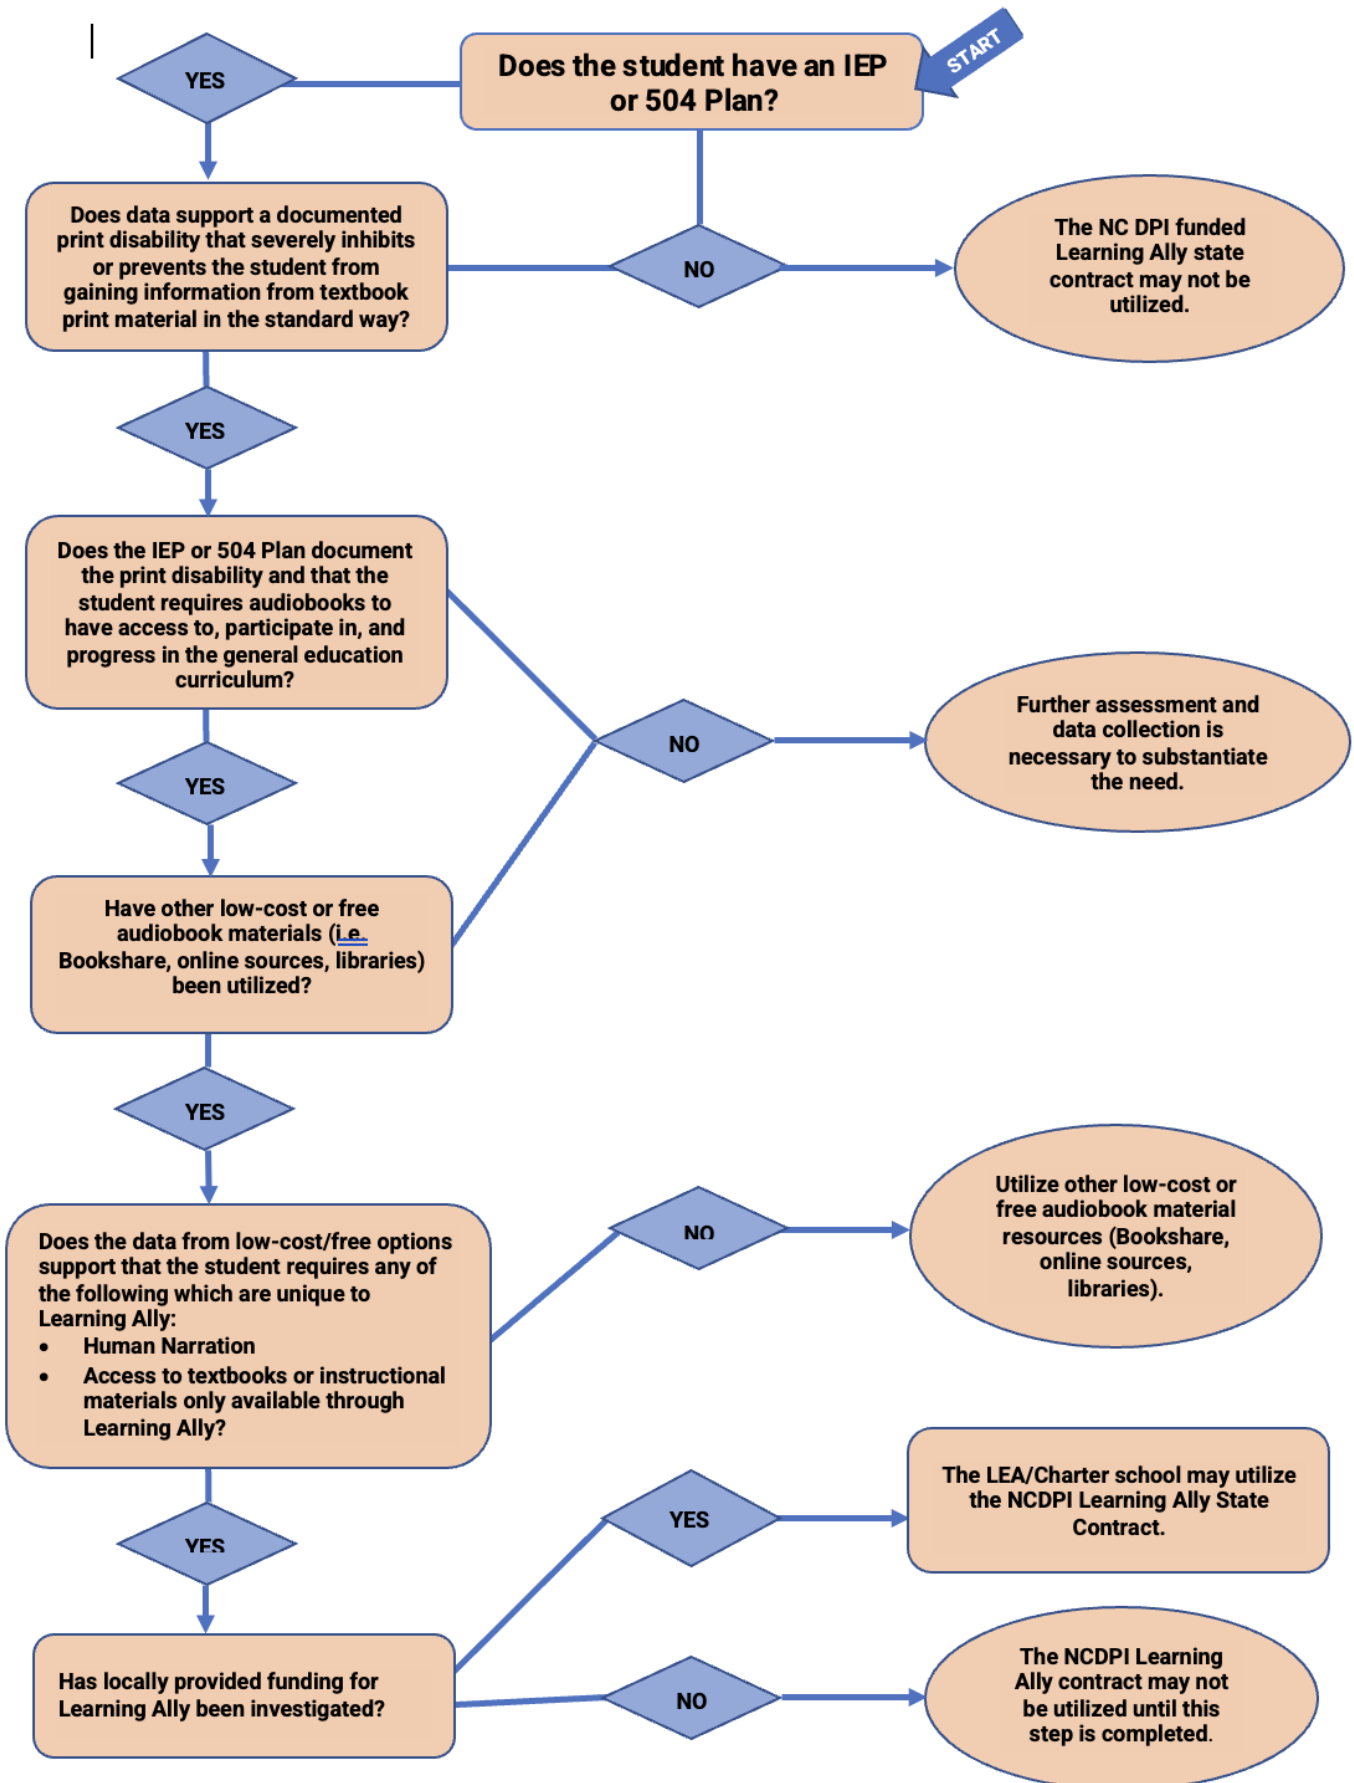 START
Does the student have an IEP
or 504 Plan?
YES
Does data support a documented
print disability that severely inhibits
or prevents the student from
gaining information from textbook
print material in the standard way?
NO
The NC DPI funded
Learning Ally state
contract may not be
utilized.
YES
Does the IEP or 504 Plan document
the print disability and that the
student requires audiobooks to
have access to, participate in, and
progress in the general education
curriculum?
NO
Further assessment and
data collection is
necessary to substantiate
the need.
YES
Have other low-cost or free
audiobook materials (i.e.
Bookshare, online sources, libraries)
been utilized?
YES
Does the data from low-cost/free options
support that the student requires any of
the following which are unique to
Learning Ally:
• Human Narration
• Access to textbooks or instructional
materials only available through
Learning Ally?
NO
Utilize other low-cost or
free audiobook material
resources (Bookshare,
online sources,
libraries).
YES
Has locally provided funding for
Learning Ally been investigated?
YES
The LEA/Charter school may utilize
the NCDPI Learning Ally State
Contract.
NO
The NCDPI Learning
Ally contract may not
be utilized until this
step is completed.